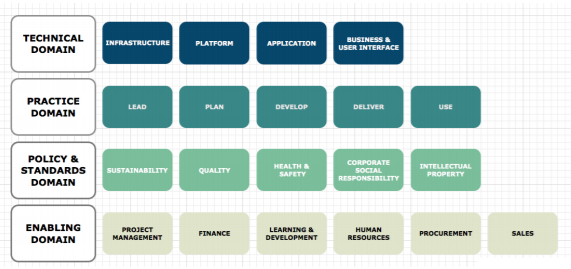 TECHNICAL
DOMAIN
INFRASTRUCTURE
PLATFORM
APPLICATION
BUSINESS &
USER INTERFACE
PRACTICE
DOMAIN
LEAD
PLAN
DEVELOP
DELIVER
USE
POLICY &
STANDARDS
DOMAIN
SUSTAINABILITY
QUALITY
HEALTH &
SAFETY
CORPORATE
SOCIAL
RESPONSIBILITY
INTELLECTUAL
PROPERTY
ENABLING
DOMAIN
PROJECT
MANAGEMENT
FINANCE
LEARNING &
DEVELOPMENT
HUMAN
RESOURCES
PROCUREMENT
SALES